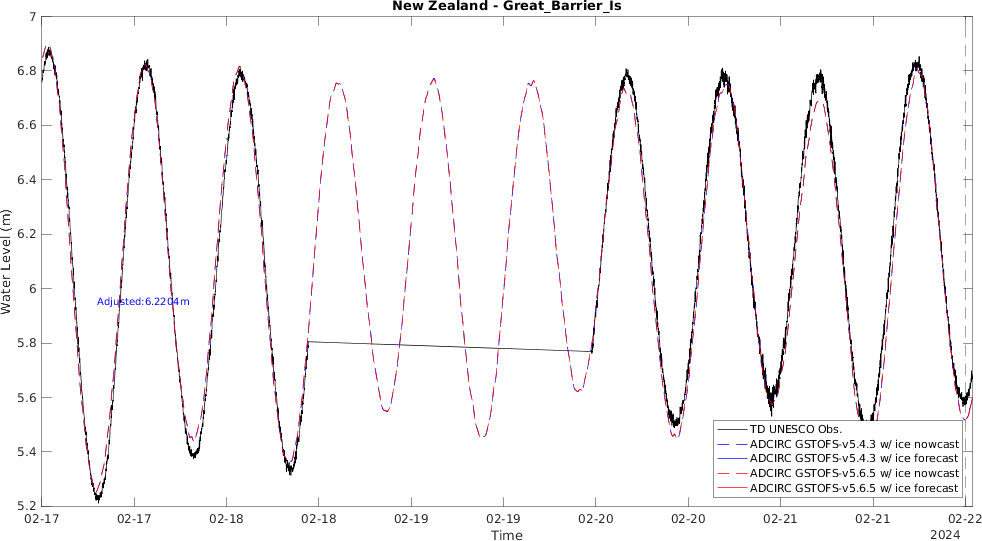 New Zealand - Great_Barrier_Is
7
6.8
6.6
6.4
6.2
6
5.8
5.6
5.4
5.2
Water Level (m)
Adjusted:6.2204m
TD UNESCO Obs.
ADCIRC GSTOFS-v5.4.3 w/ ice nowcast
ADCIRC GSTOFS-v5.4.3 w/ ice forecast
ADCIRC GSTOFS-v5.6.5 w/ ice nowcast
ADCIRC GSTOFS-v5.6.5 w/ ice forecast
02-17 02-17 02-18 02-18 02-19 02-19 02-20 02-20 02-21 02-21 02-22
Time
2024